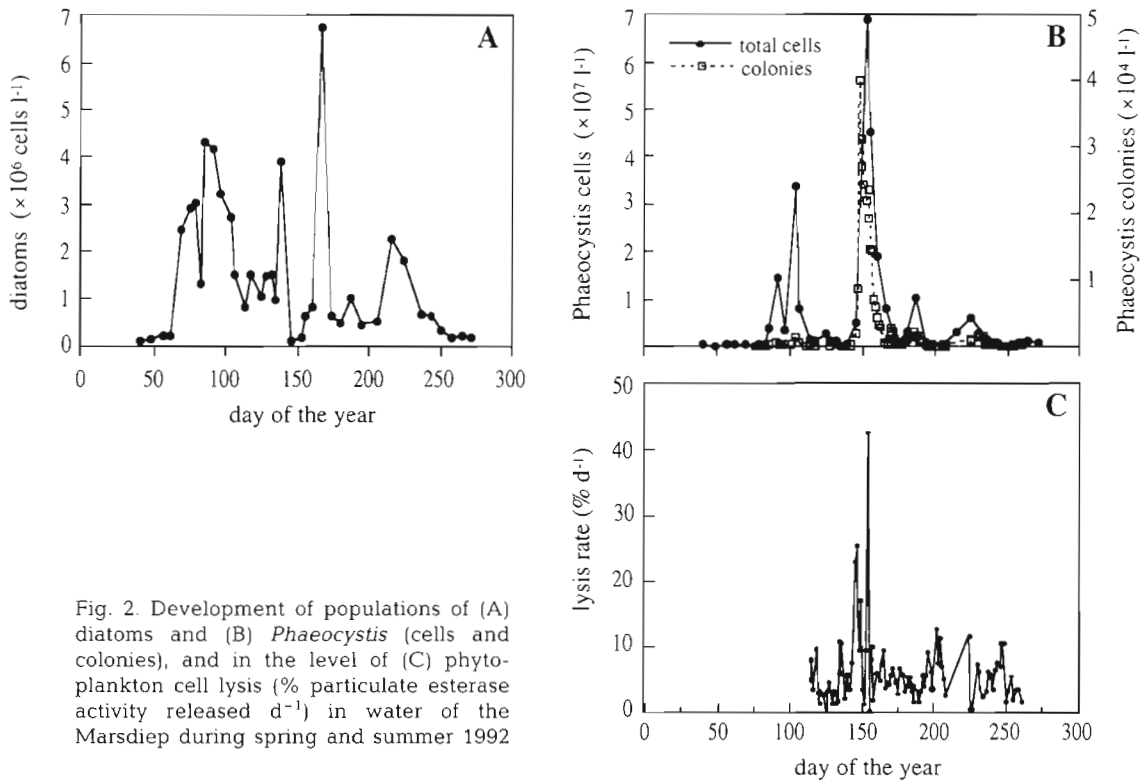 A
7
6
5
4
3
2
1
0
diatoms (×10⁶ cells l⁻¹)
0 50 100 150 200 250 300
day of the year
B
total cells
colonies
7
6
5
4
3
2
1
Phaeocystis cells (×10⁷ l⁻¹)
5
4
3
2
1
Phaeocystis colonies (×10⁴ l⁻¹)
C
50
40
30
20
10
0
lysis rate (% d⁻¹)
0 50 100 150 200 250 300
day of the year
Fig. 2. Development of populations of (A)
diatoms and (B) Phaeocystis (cells and
colonies), and in the level of (C) phyto-
plankton cell lysis (% particulate esterase
activity released d⁻¹) in water of the
Marsdiep during spring and summer 1992